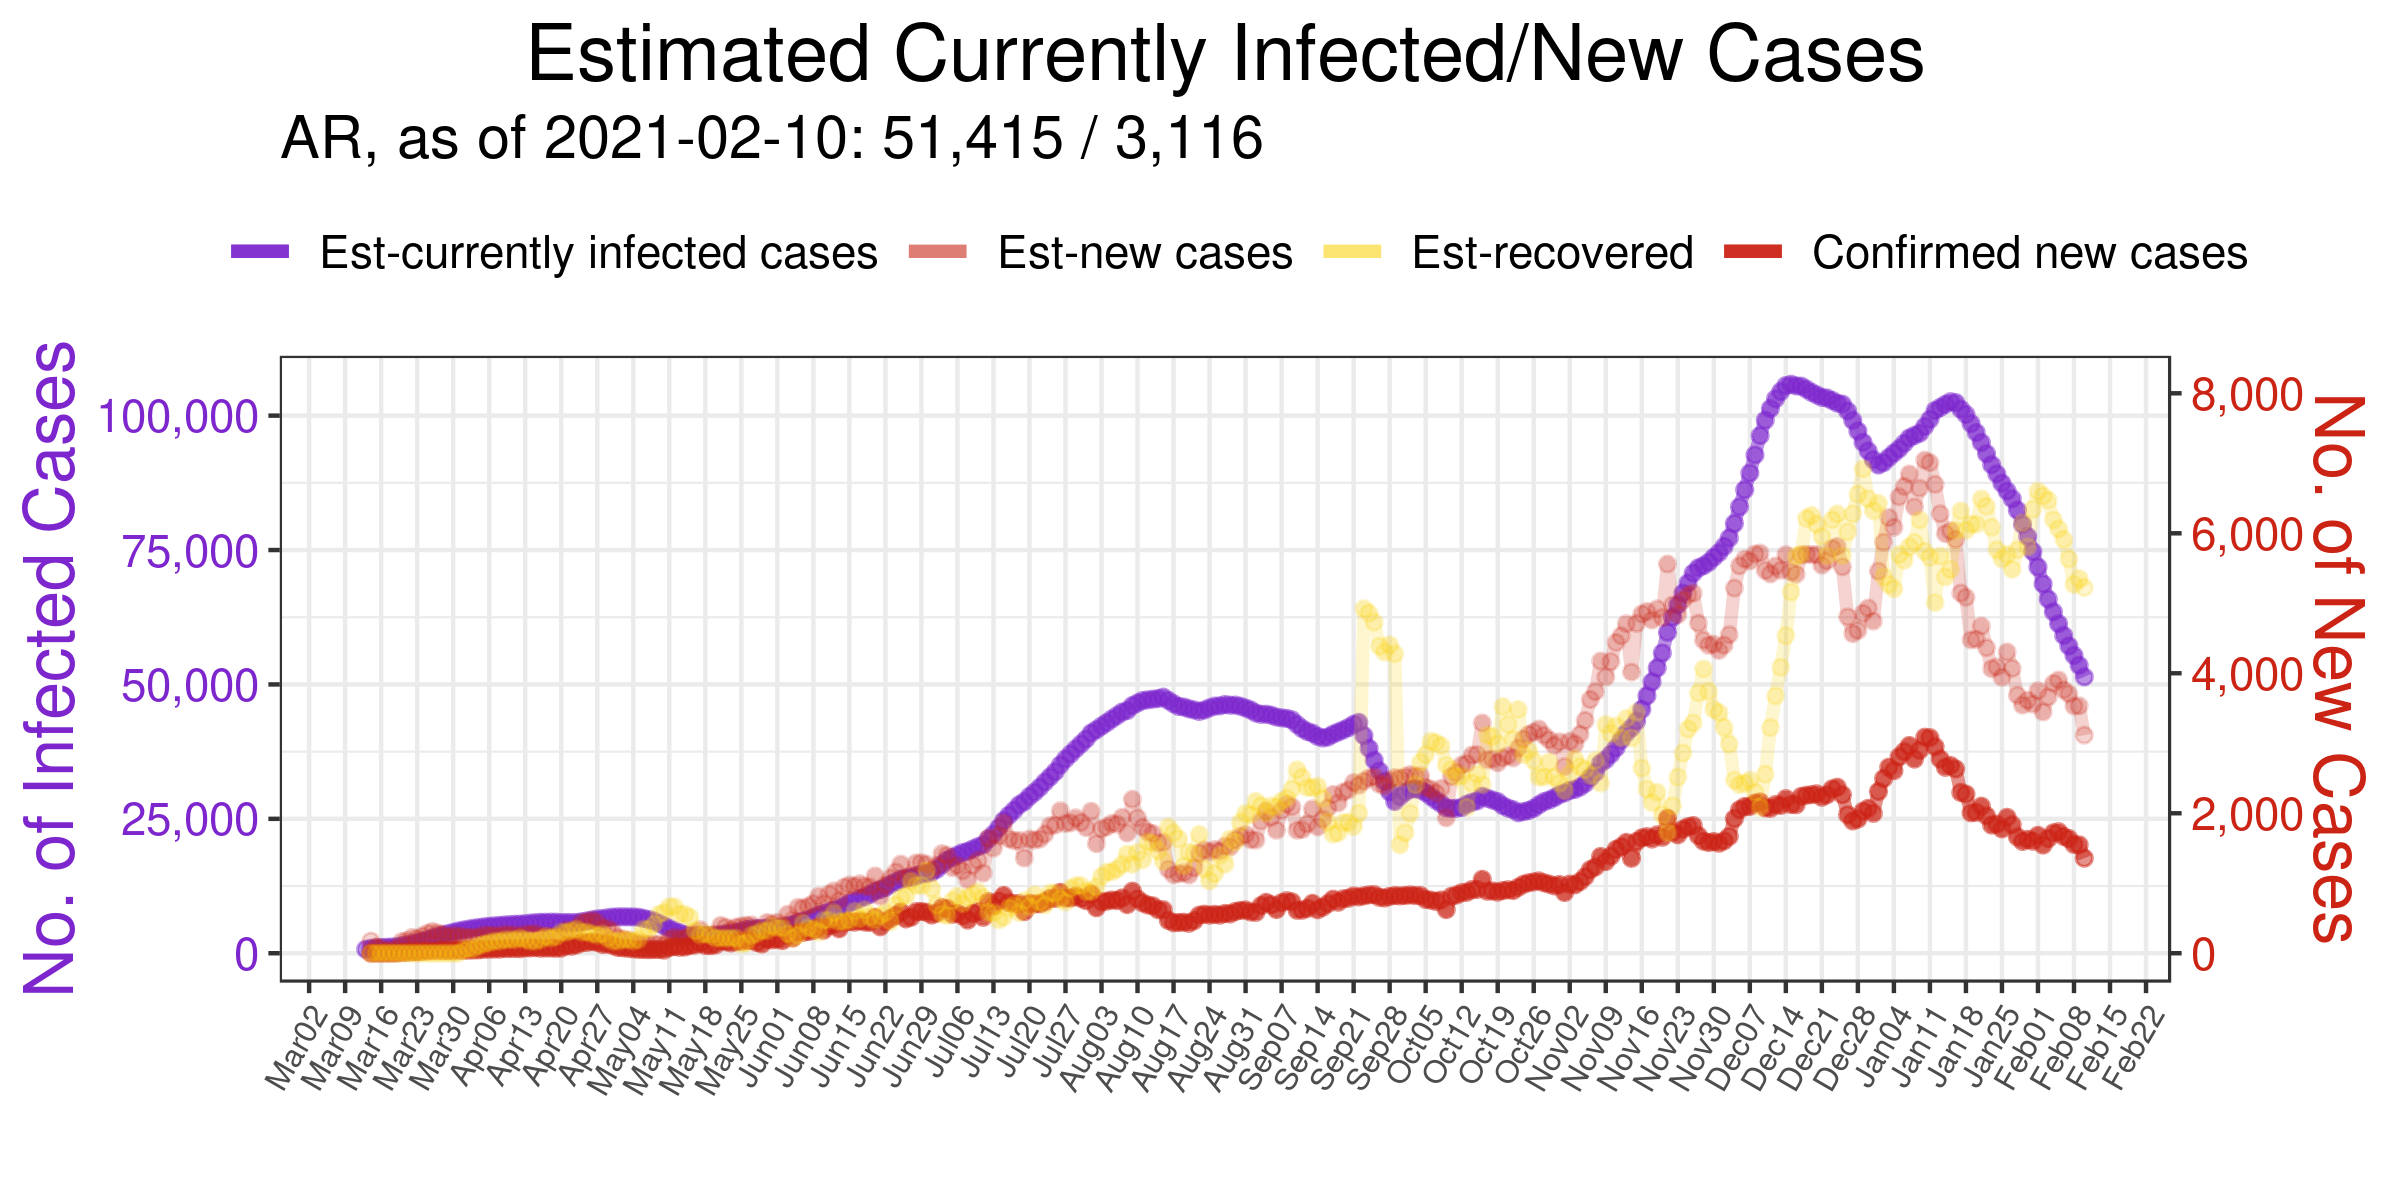 Estimated Currently Infected/New Cases
AR, as of 2021-02-10: 51,415 / 3,116
Est-currently infected cases
Est-new cases
Est-recovered
Confirmed new cases
No. of Infected Cases
100,000
75,000
50,000
25,000
0
8,000
6,000
4,000
2,000
0
No. of New Cases
Mar02
Mar09
Mar16
Mar23
Mar30
Apr06
Apr13
Apr20
Apr27
May04
May11
May18
May25
Jun01
Jun08
Jun15
Jun22
Jun29
Jul06
Jul13
Jul20
Jul27
Aug03
Aug10
Aug17
Aug24
Aug31
Sep07
Sep14
Sep21
Sep28
Oct05
Oct12
Oct19
Oct26
Nov02
Nov09
Nov16
Nov23
Nov30
Dec07
Dec14
Dec21
Dec28
Jan04
Jan11
Jan18
Jan25
Feb01
Feb08
Feb15
Feb22